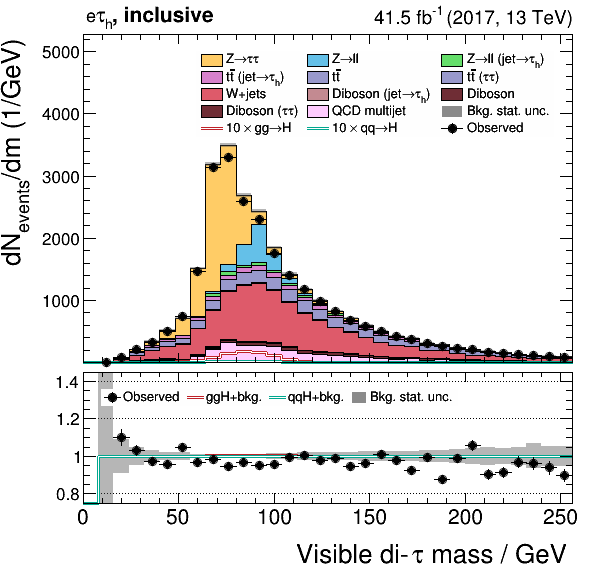 eτh, inclusive 41.5 fb⁻¹ (2017, 13 TeV)
dN_events/dm (1/GeV)
5000
4000
3000
2000
1000
Z→ττ Z→ll Z→ll (jet→τh)
tt̄ (jet→τh) tt̄ tt̄ (ττ)
W+jets Diboson (jet→τh) Diboson
Diboson (ττ) QCD multijet Bkg. stat. unc.
10 × gg→H 10 × qq→H Observed
1.4
1.2
1
0.8
Observed ggH+bkg. qqH+bkg. Bkg. stat. unc.
0 50 100 150 200 250
Visible di-τ mass / GeV